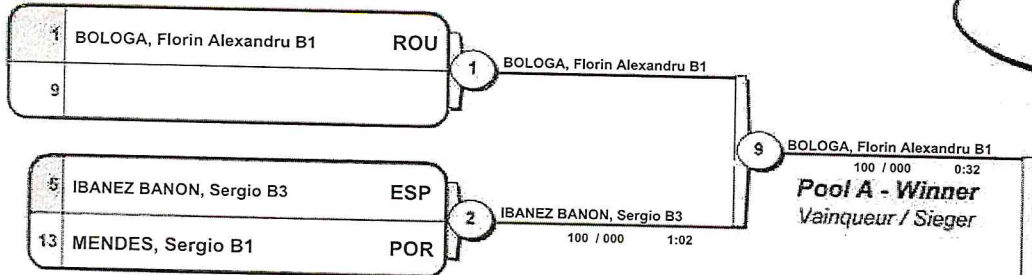 1 BOLOGA, Florin Alexandru B1 ROU
9
1
BOLOGA, Florin Alexandru B1
5 IBANEZ BANON, Sergio B3 ESP
13 MENDES, Sergio B1 POR
2
IBANEZ BANON, Sergio B3
100 / 000 1:02
9
BOLOGA, Florin Alexandru B1
100 / 000 0:32
Pool A - Winner
Vainqueur / Sieger